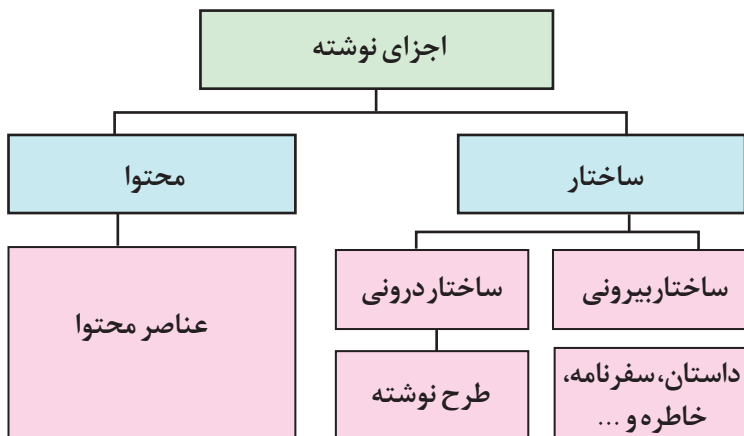 اجزای نوشته
ساختار
محتوا
ساختار بیرونی
ساختار درونی
عناصر محتوا
داستان، سفرنامه،
خاطره و ...
طرح نوشته